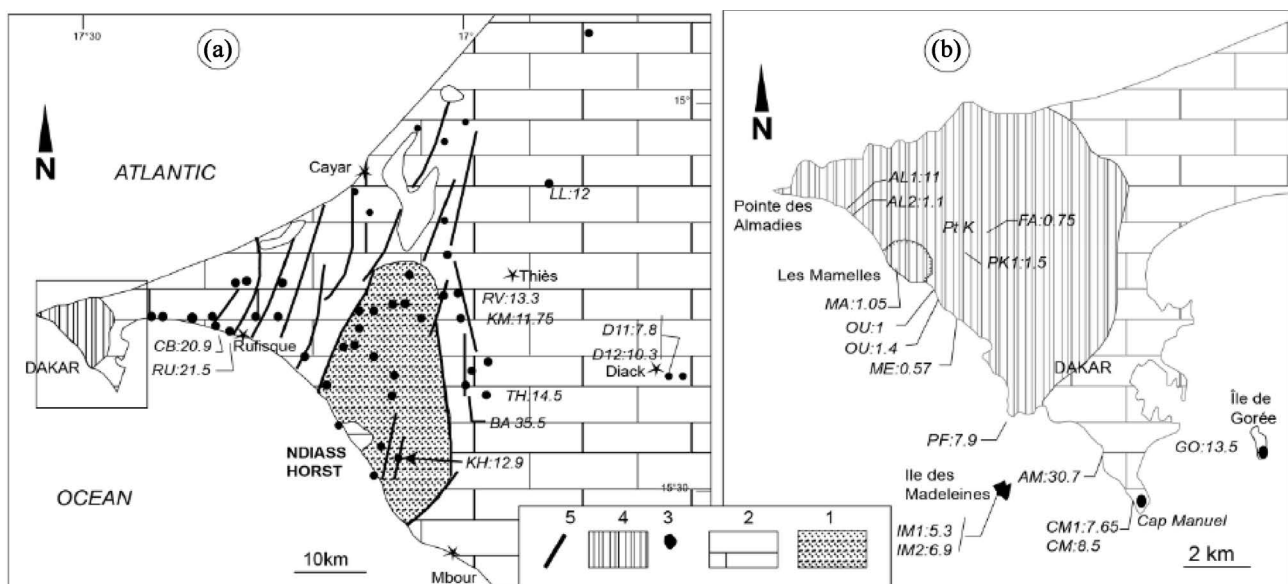 17°30
17°
(a)
15°
N
ATLANTIC
Cayar
LL:12
Thiès
RV:13.3
KM:11.75
D11:7.8
D12:10.3
Diack
CB:20.9
Rufisque
DAKAR
RU:21.5
TH:14.5
BA 35.5
NDIASS
HORST
KH:12.9
OCEAN
15°30
10km
Mbour
5 4 3 2 1
(b)
N
AL1:11
AL2:1.1
Pointe des
Almadies
Pt K
FA:0.75
PK1:1.5
Les Mamelles
MA:1.05
OU:1
OU:1.4
ME:0.57
DAKAR
Île de
Gorée
PF:7.9
GO:13.5
AM:30.7
Ile des
Madeleines
IM1:5.3
IM2:6.9
CM1:7.65
CM:8.5
Cap Manuel
2 km